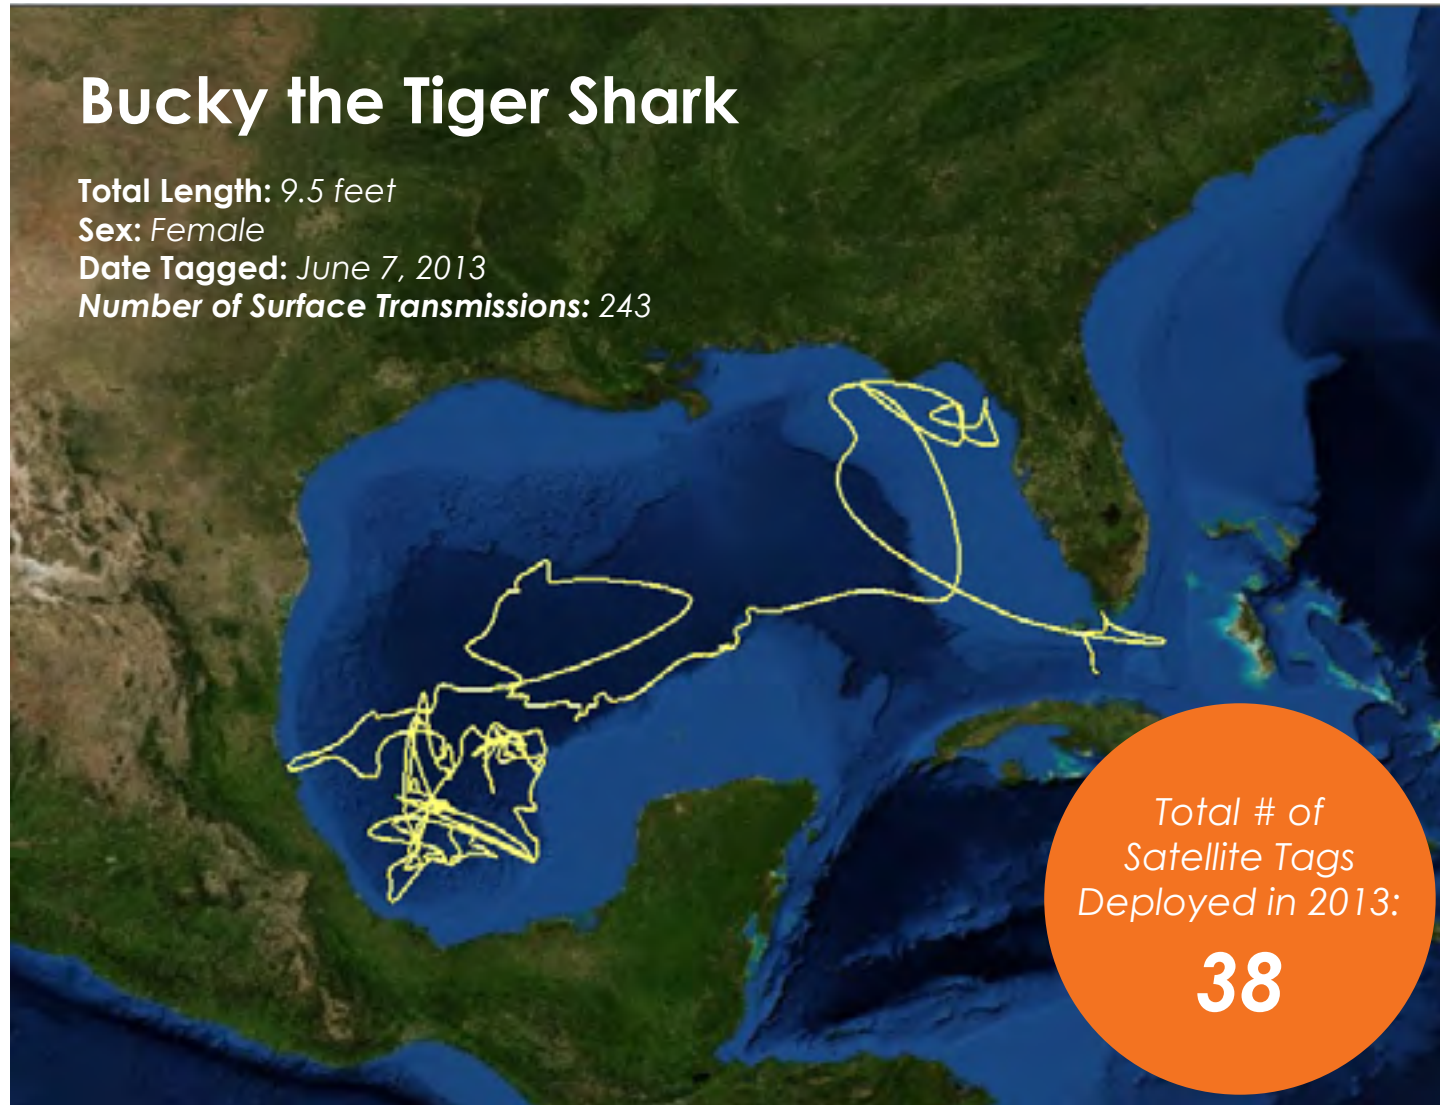 Bucky the Tiger Shark
Total Length: 9.5 feet
Sex: Female
Date Tagged: June 7, 2013
Number of Surface Transmissions: 243
Total # of
Satellite Tags
Deployed in 2013:
38